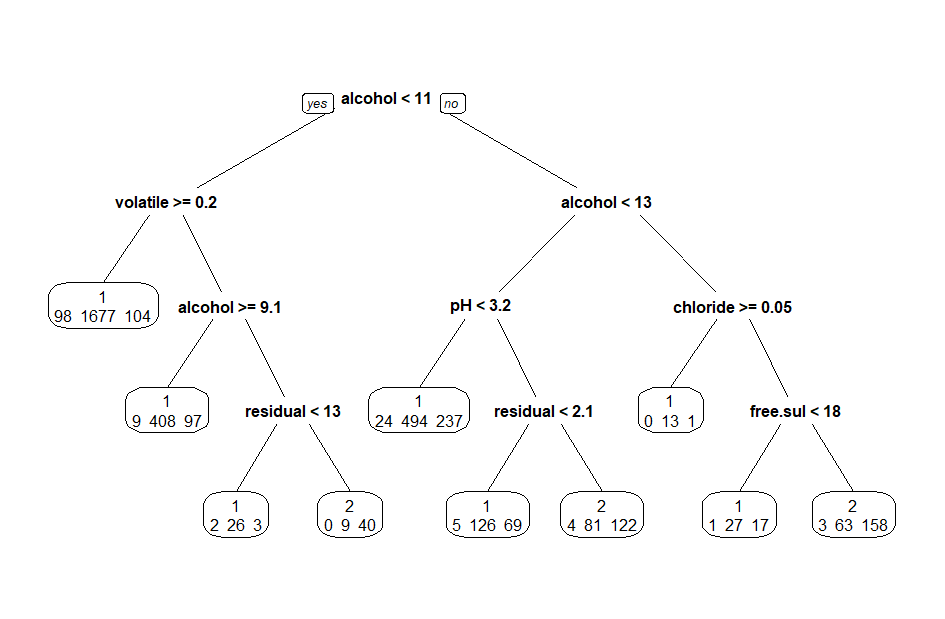 yes alcohol < 11 no
volatile >= 0.2 alcohol < 13
1
98 1677 104
alcohol >= 9.1 pH < 3.2 chloride >= 0.05
1 1 1
9 408 97 24 494 237 0 13 1
residual < 13 residual < 2.1 free.sul < 18
1 2 1 2 1 2
2 26 3 0 9 40 5 126 69 4 81 122 1 27 17 3 63 158